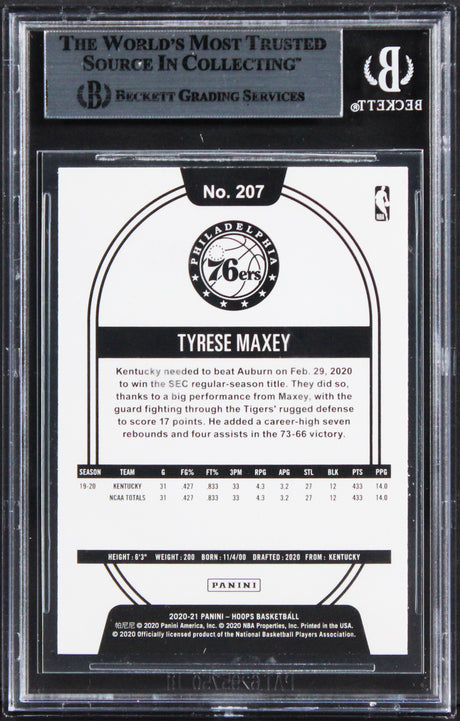 THE WORLD'S MOST TRUSTED
SOURCE IN COLLECTING™
B BECKETT GRADING SERVICES
B
BECKETT®
No. 207
NBA
PHILADELPHIA
76ers
TYRESE MAXEY
Kentucky needed to beat Auburn on Feb. 29, 2020
to win the SEC regular-season title. They did so,
thanks to a big performance from Maxey, with the
guard fighting through the Tigers' rugged defense
to score 17 points. He added a career-high seven
rebounds and four assists in the 73-66 victory.
SEASON TEAM G FG% FT% 3PM RPG APG STL BLK PTS PPG
19-20 KENTUCKY 31 .427 .833 33 4.3 3.2 27 12 433 14.0
NCAA TOTALS 31 .427 .833 33 4.3 3.2 27 12 433 14.0
HEIGHT: 6'3" WEIGHT: 200 BORN: 11/4/00 DRAFTED: 2020 FROM: KENTUCKY
PANINI
2020-21 PANINI – HOOPS BASKETBALL
帕尼尼 © 2020 Panini America, Inc. © 2020 NBA Properties, Inc. Printed in the USA.
© 2020 Officially licensed product of the National Basketball Players Association.